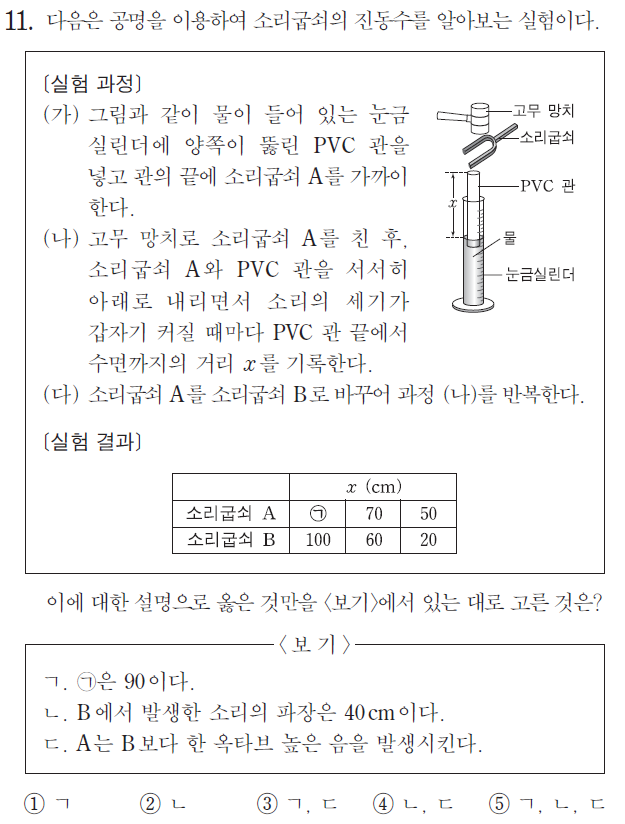 11. 다음은 공명을 이용하여 소리굽쇠의 진동수를 알아보는 실험이다.
〔실험 과정〕
(가) 그림과 같이 물이 들어 있는 눈금
실린더에 양쪽이 뚫린 PVC 관을
넣고 관의 끝에 소리굽쇠 A를 가까이
한다.
고무 망치
소리굽쇠
PVC 관
x
물
눈금실린더
(나) 고무 망치로 소리굽쇠 A를 친 후,
소리굽쇠 A와 PVC 관을 서서히
아래로 내리면서 소리의 세기가
갑자기 커질 때마다 PVC 관 끝에서
수면까지의 거리 x를 기록한다.
(다) 소리굽쇠 A를 소리굽쇠 B로 바꾸어 과정 (나)를 반복한다.
〔실험 결과〕
x (cm)
소리굽쇠 A ㉠ 70 50
소리굽쇠 B 100 60 20
이에 대한 설명으로 옳은 것만을 〈보기〉에서 있는 대로 고른 것은?
〈보 기〉
ㄱ. ㉠은 90이다.
ㄴ. B에서 발생한 소리의 파장은 40cm이다.
ㄷ. A는 B보다 한 옥타브 높은 음을 발생시킨다.
① ㄱ ② ㄴ ③ ㄱ, ㄷ ④ ㄴ, ㄷ ⑤ ㄱ, ㄴ, ㄷ